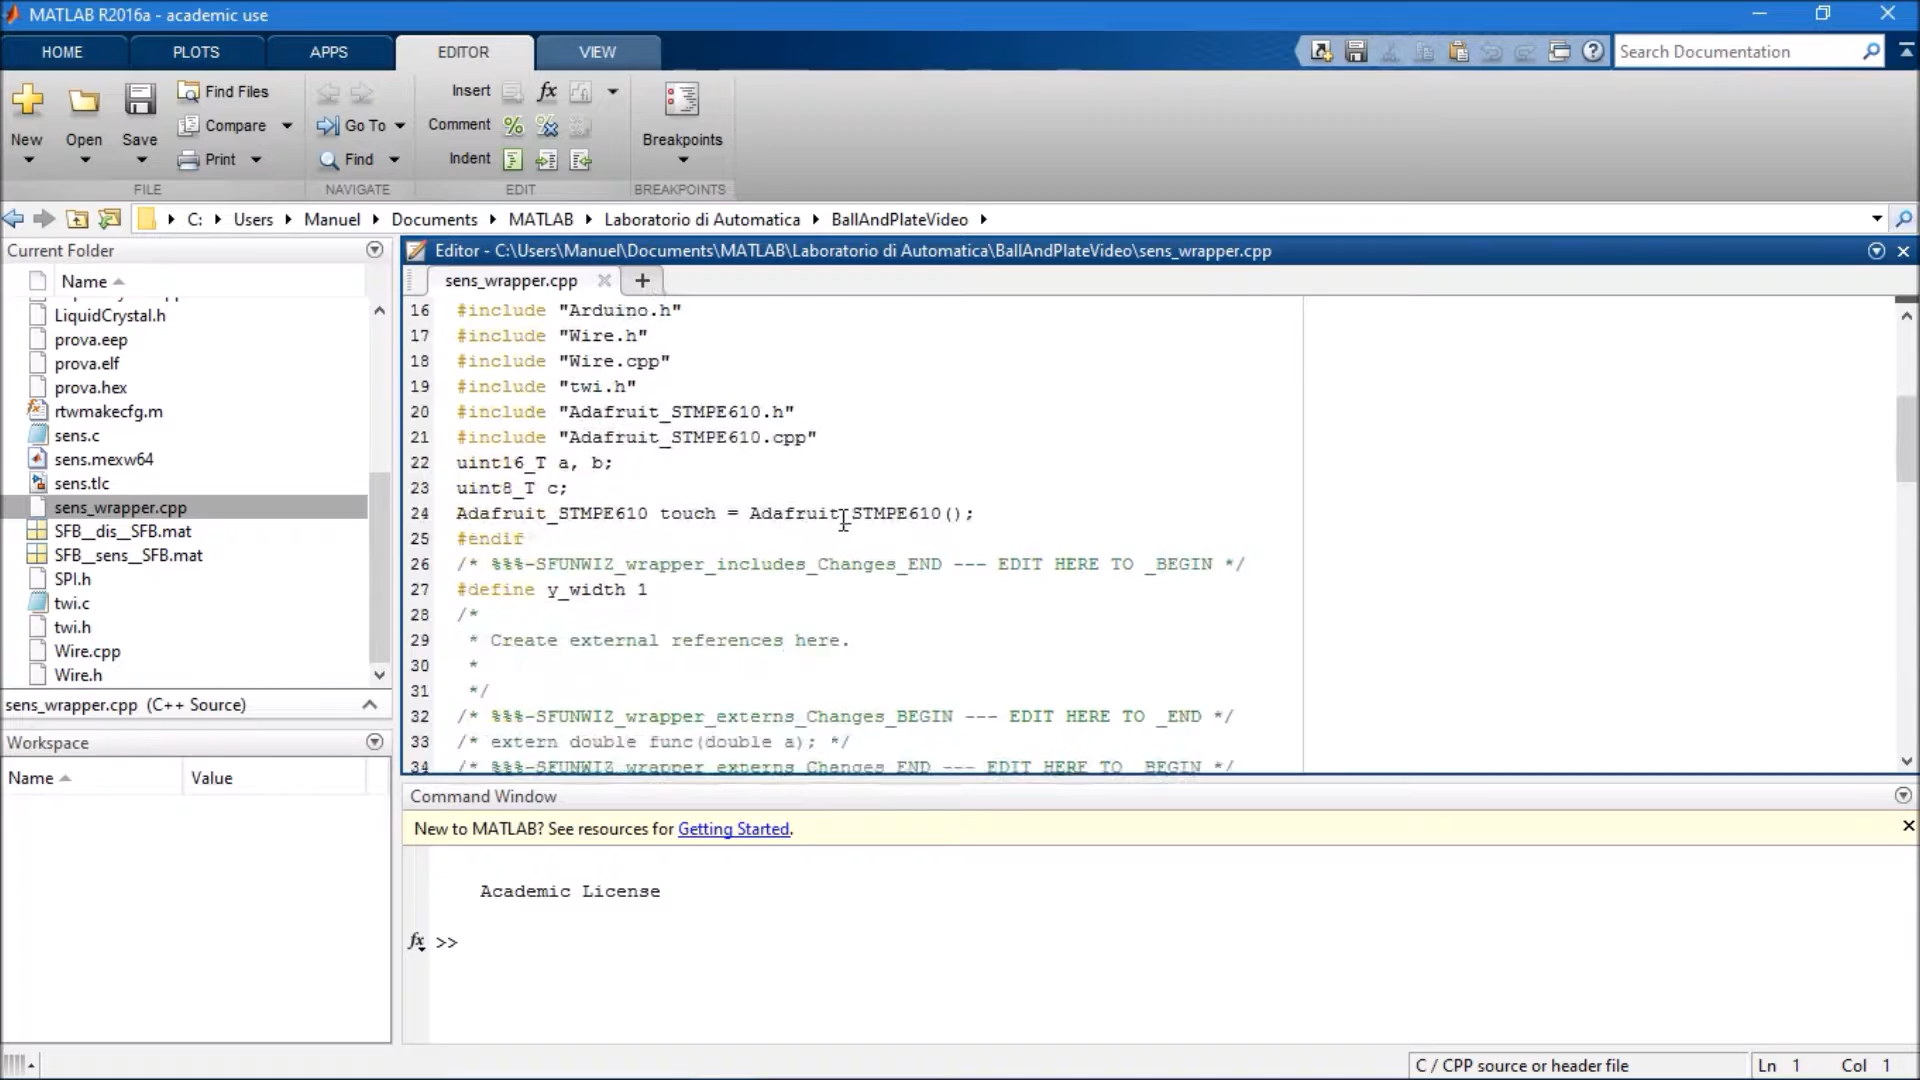 MATLAB R2016a - academic use
HOME PLOTS APPS EDITOR VIEW
Search Documentation
New
Open
Save
Find Files
Compare
Print
Go To
Find
Insert
Comment
Indent
Breakpoints
FILE NAVIGATE EDIT BREAKPOINTS
C: Users Manuel Documents MATLAB Laboratorio di Automatica BallAndPlateVideo
Current Folder
Name
LiquidCrystal.h
prova.eep
prova.elf
prova.hex
rtwmakecfg.m
sens.c
sens.mexw64
sens.tlc
sens_wrapper.cpp
SFB__dis__SFB.mat
SFB__sens__SFB.mat
SPI.h
twi.c
twi.h
Wire.cpp
Wire.h
sens_wrapper.cpp (C++ Source)
Workspace
Name Value
Editor - C:\Users\Manuel\Documents\MATLAB\Laboratorio di Automatica\BallAndPlateVideo\sens_wrapper.cpp
sens_wrapper.cpp
16 #include "Arduino.h"
17 #include "Wire.h"
18 #include "Wire.cpp"
19 #include "twi.h"
20 #include "Adafruit_STMPE610.h"
21 #include "Adafruit_STMPE610.cpp"
22 uint16_T a, b;
23 uint8_T c;
24 Adafruit_STMPE610 touch = Adafruit_STMPE610();
25 #endif
26 /* %%%-SFUNWIZ_wrapper_includes_Changes_END --- EDIT HERE TO _BEGIN */
27 #define y_width 1
28 /*
29 * Create external references here.
30 *
31 */
32 /* %%%-SFUNWIZ_wrapper_externs_Changes_BEGIN --- EDIT HERE TO _END */
33 /* extern double func(double a); */
34 /* %%%-SFUNWIZ_wrapper_externs_Changes_END --- EDIT HERE TO _BEGIN */
Command Window
New to MATLAB? See resources for Getting Started.
Academic License
fx >>
C / CPP source or header file
Ln 1 Col 1